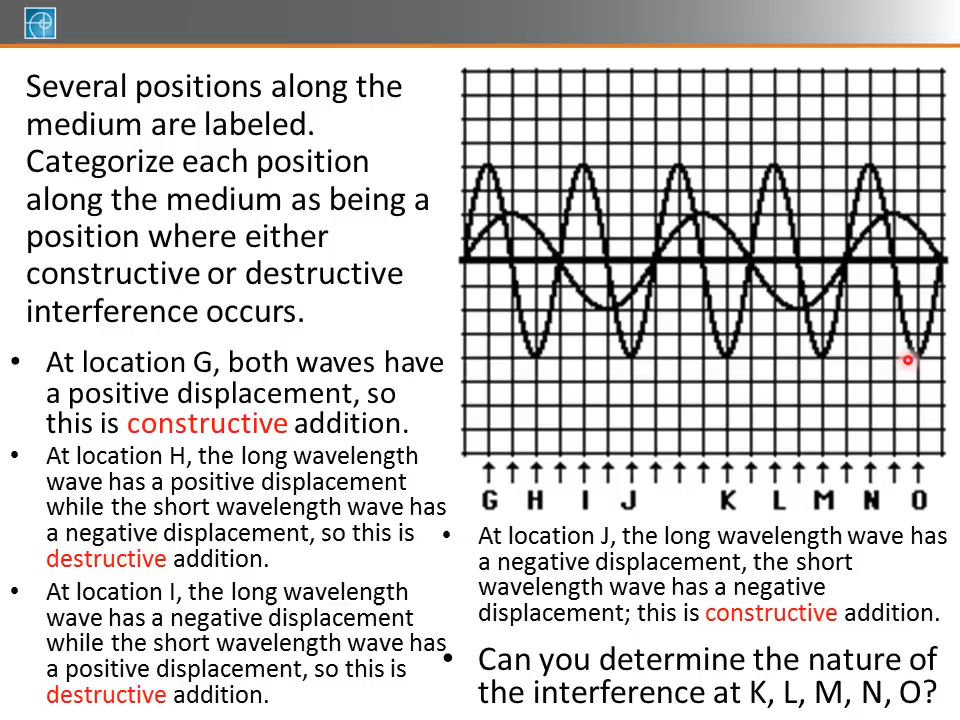 Several positions along the
medium are labeled.
Categorize each position
along the medium as being a
position where either
constructive or destructive
interference occurs.
• At location G, both waves have
a positive displacement, so
this is constructive addition.
• At location H, the long wavelength
wave has a positive displacement
while the short wavelength wave has
a negative displacement, so this is
destructive addition.
• At location I, the long wavelength
wave has a negative displacement
while the short wavelength wave has
a positive displacement, so this is
destructive addition.
G H I J K L M N O
• At location J, the long wavelength wave has
a negative displacement, the short
wavelength wave has a negative
displacement; this is constructive addition.
• Can you determine the nature of
the interference at K, L, M, N, O?